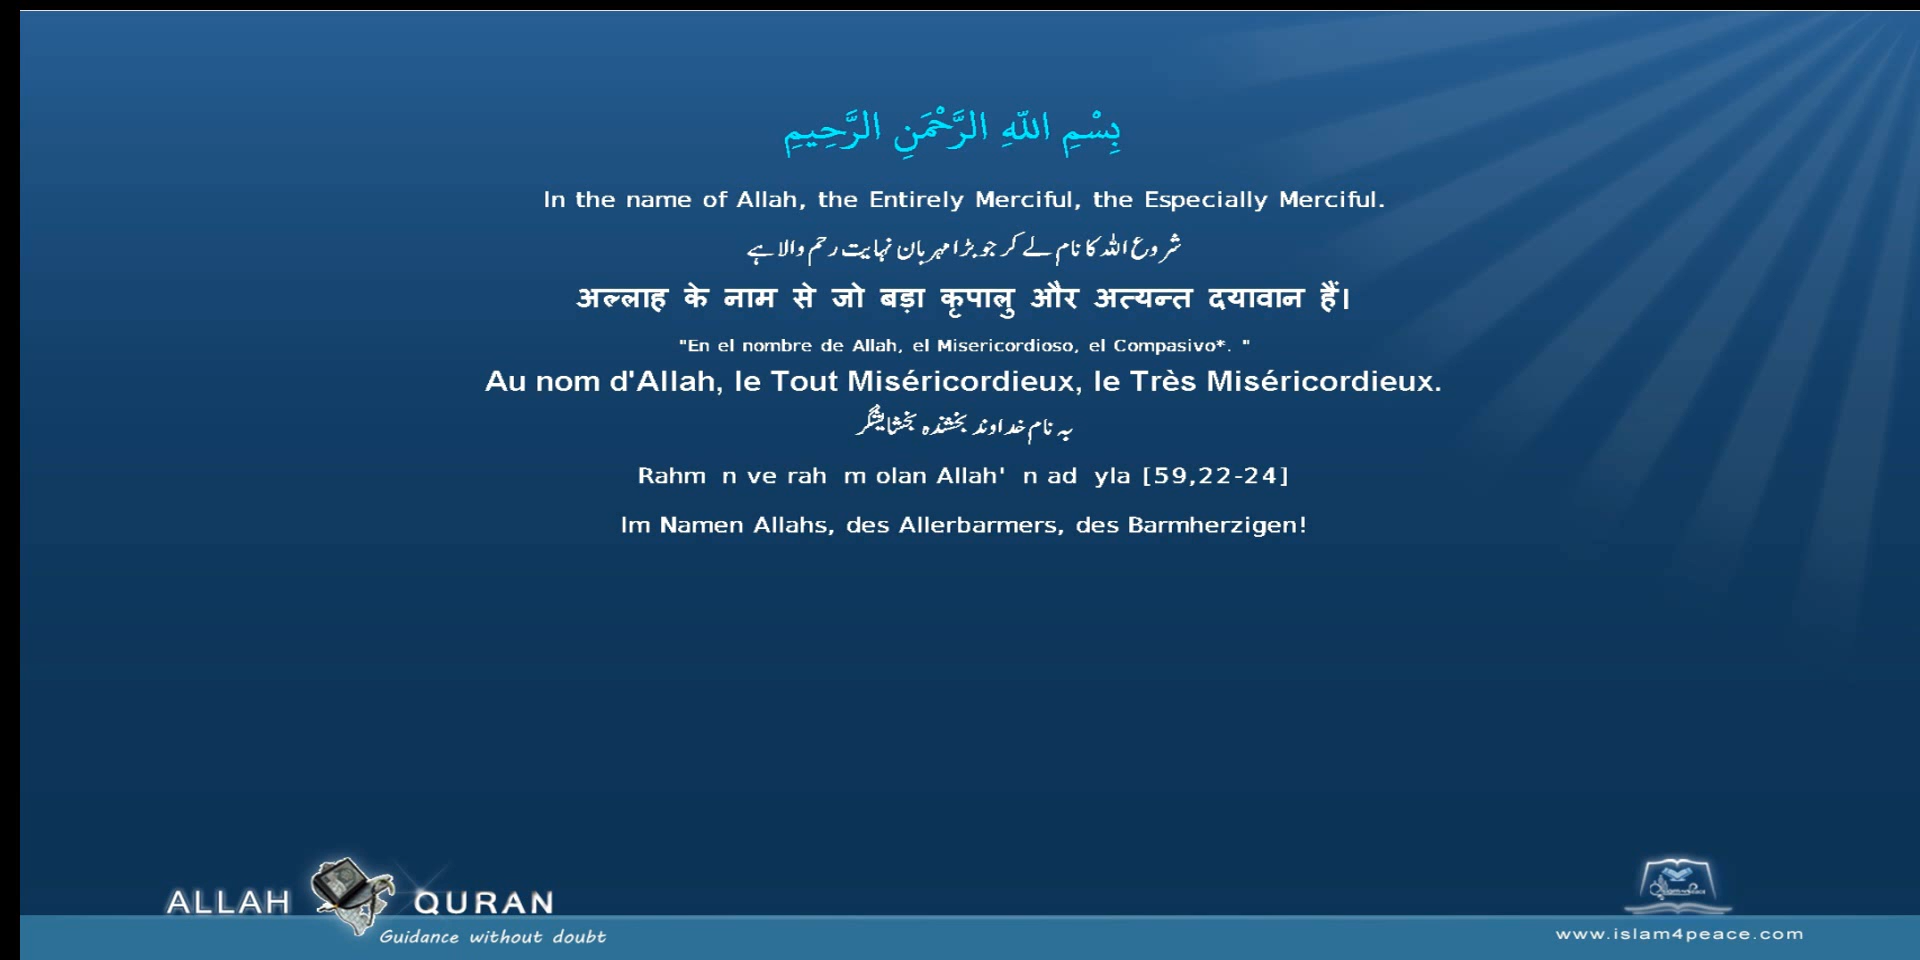 بِسْمِ اللَّهِ الرَّحْمَنِ الرَّحِيمِ
In the name of Allah, the Entirely Merciful, the Especially Merciful.
شروع الله کا نام لے کر جو بڑا مہربان نہایت رحم والا ہے
अल्लाह के नाम से जो बड़ा कृपालु और अत्यन्त दयावान हैं।
"En el nombre de Allah, el Misericordioso, el Compasivo*. "
Au nom d'Allah, le Tout Miséricordieux, le Très Miséricordieux.
به نام خداوند بخشنده بخشایشگر
Rahm n ve rah m olan Allah' n ad yla [59,22-24]
Im Namen Allahs, des Allerbarmers, des Barmherzigen!
ALLAH QURAN
Guidance without doubt
www.islam4peace.com